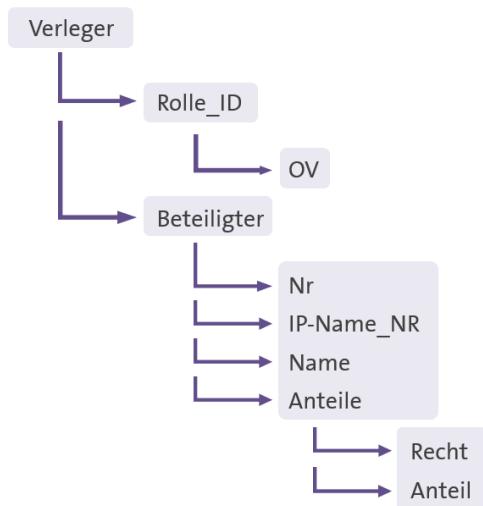 Verleger
Rolle_ID
OV
Beteiligter
Nr
IP-Name_NR
Name
Anteile
Recht
Anteil